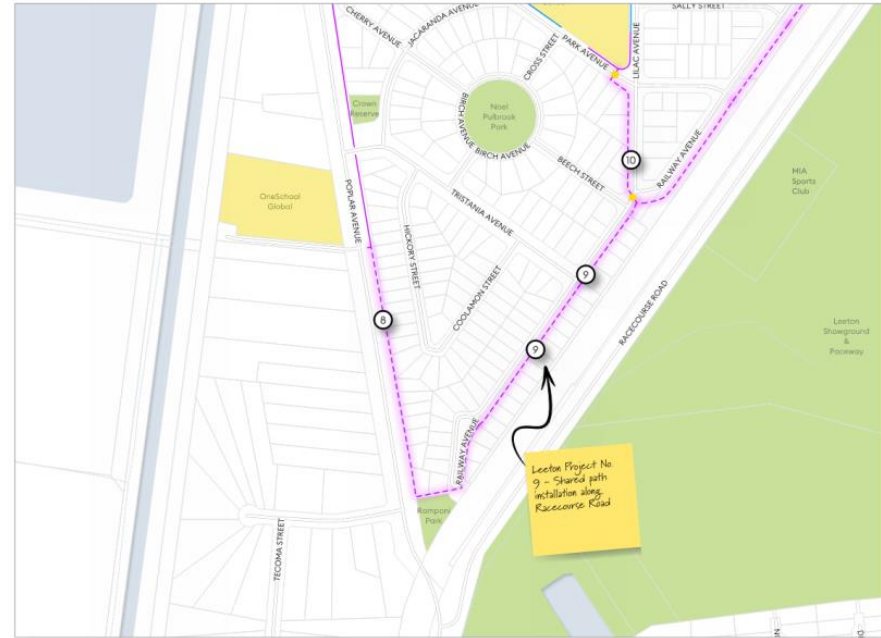 SALLY STREET
CHERRY AVENUE
JACARANDA AVENUE
CROSS STREET
PARK AVENUE
LILAC AVENUE
Crown
Reserve
Noel
Pulbrook
Park
BIRCH AVENUE
BIRCH AVENUE
BEECH STREET
10
RAILWAY AVENUE
MIA
Sports
Club
OneSchool
Global
POPLAR AVENUE
TRISTANIA AVENUE
HICKORY STREET
COOLAMON STREET
9
8
RACECOURSE ROAD
Leeton
Showground
&
Paceway
9
RAILWAY AVENUE
Leeton Project No.
9 – Shared path
installation along
Racecourse Road
Ramponi
Park
TECOMA STREET